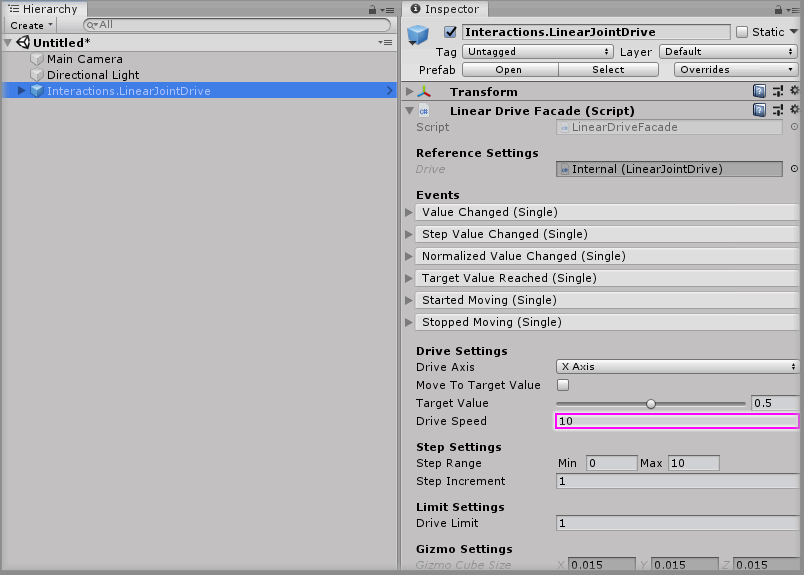 Hierarchy
Create
All
Untitled*
Main Camera
Directional Light
Interactions.LinearJointDrive
Inspector
Interactions.LinearJointDrive Static
Tag Untagged Layer Default
Prefab Open Select Overrides
Transform
Linear Drive Facade (Script)
Script LinearDriveFacade
Reference Settings
Drive Internal (LinearJointDrive)
Events
Value Changed (Single)
Step Value Changed (Single)
Normalized Value Changed (Single)
Target Value Reached (Single)
Started Moving (Single)
Stopped Moving (Single)
Drive Settings
Drive Axis X Axis
Move To Target Value
Target Value 0.5
Drive Speed 10
Step Settings
Step Range Min 0 Max 10
Step Increment 1
Limit Settings
Drive Limit 1
Gizmo Settings
Gizmo Cube Size X 0.015 Y 0.015 Z 0.015